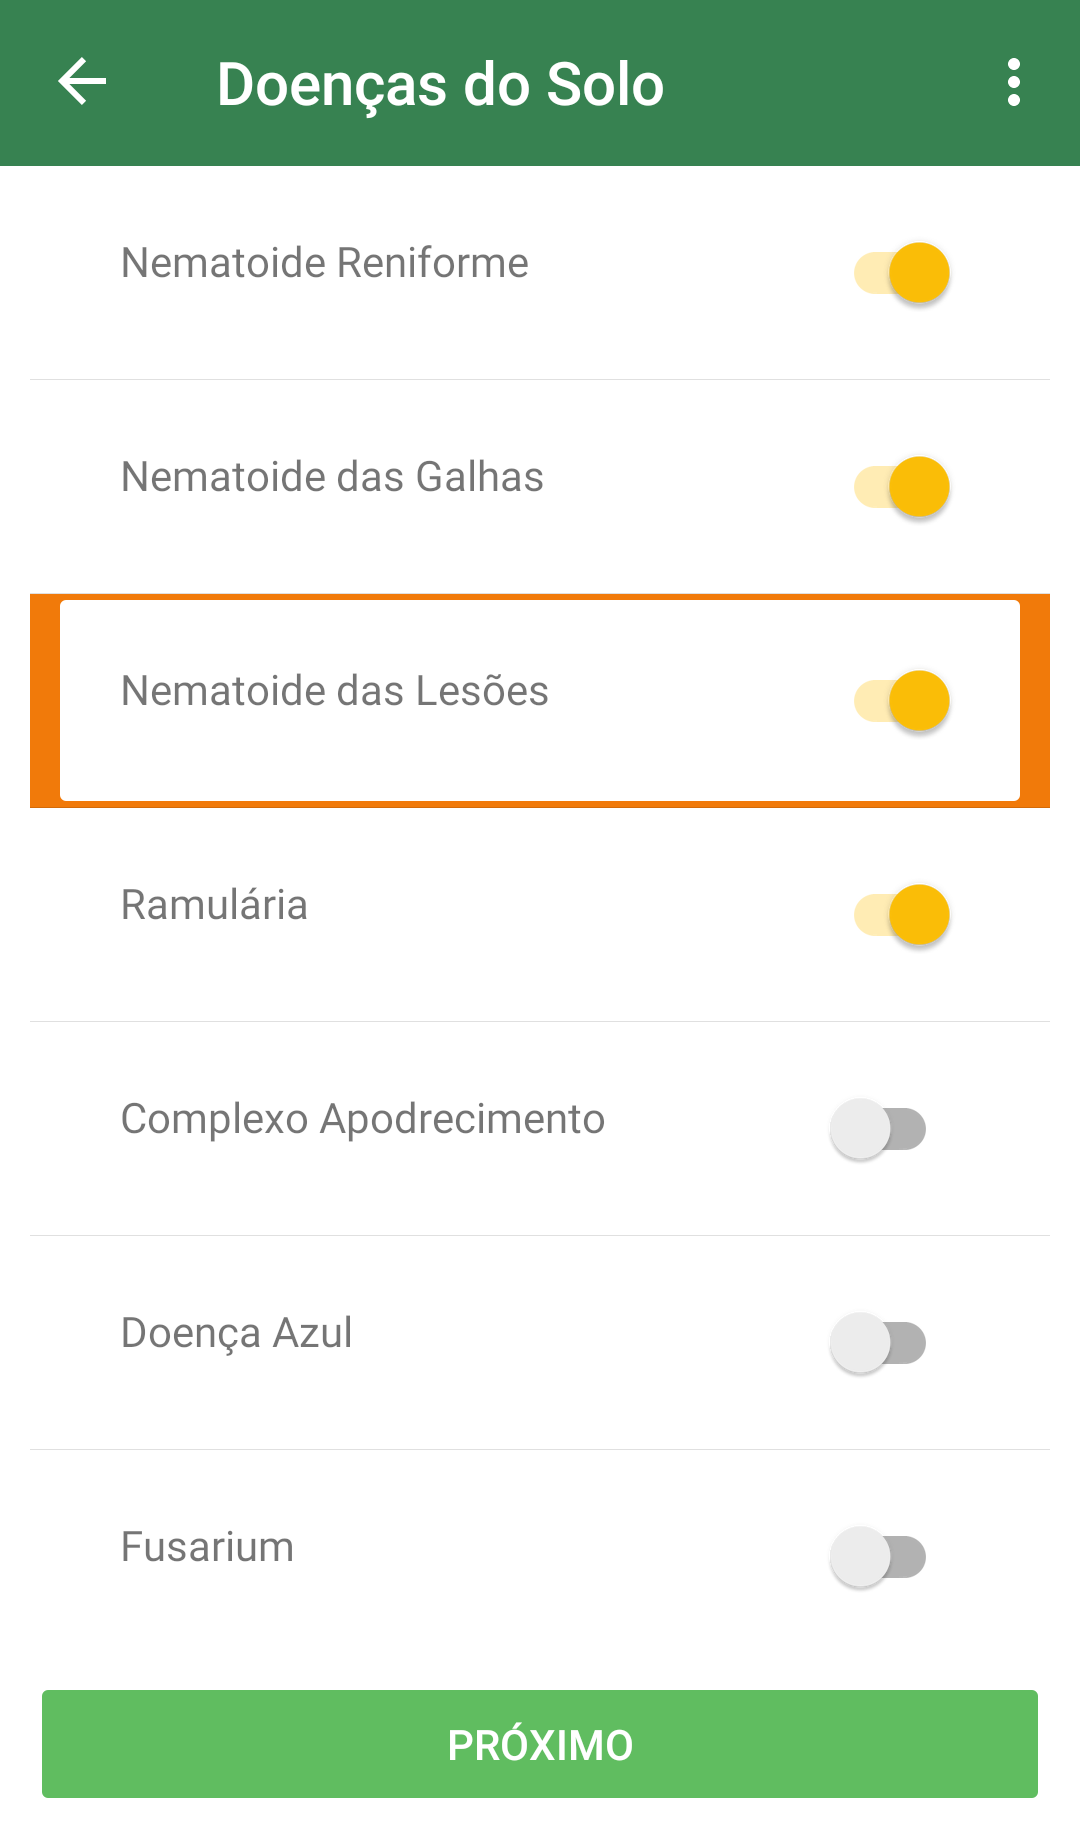 Doenças do Solo
Nematoide Reniforme
Nematoide das Galhas
Nematoide das Lesões
Ramulária
Complexo Apodrecimento
Doença Azul
Fusarium
PRÓXIMO